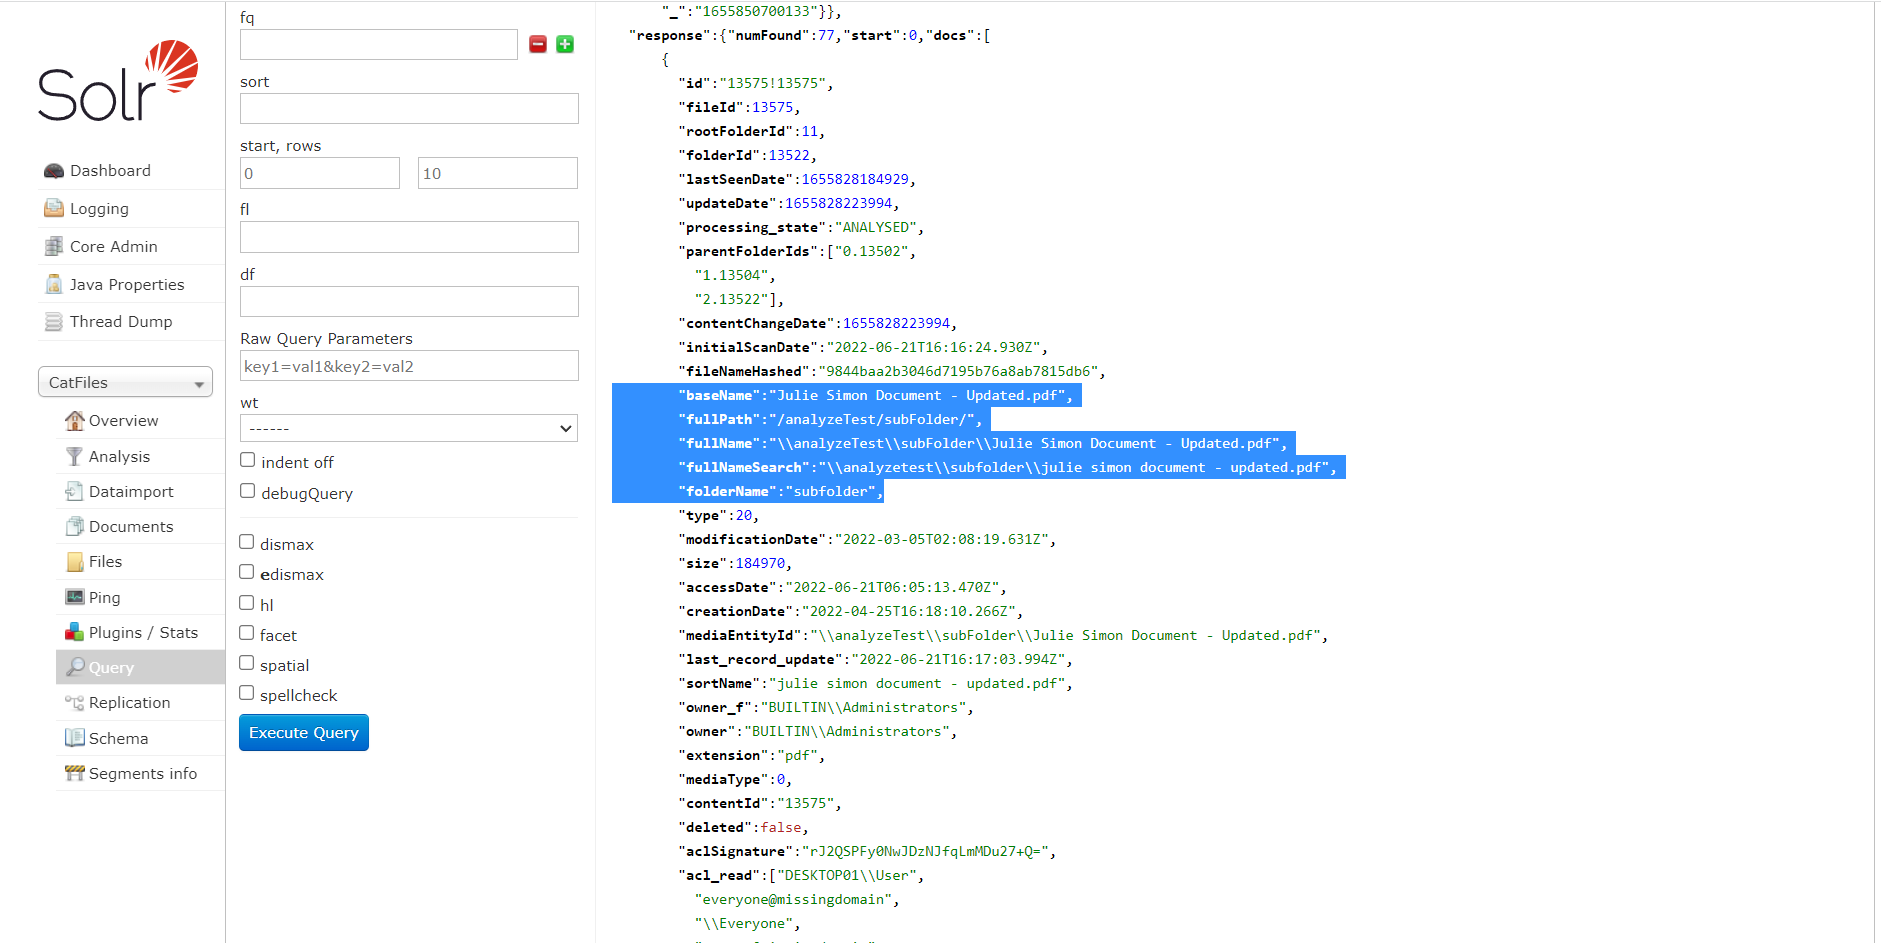 Solr
Dashboard
Logging
Core Admin
Java Properties
Thread Dump
CatFiles
Overview
Analysis
Dataimport
Documents
Files
Ping
Plugins / Stats
Query
Replication
Schema
Segments info
fq
sort
start, rows
0 10
fl
df
Raw Query Parameters
key1=val1&key2=val2
wt
------
indent off
debugQuery
dismax
edismax
hl
facet
spatial
spellcheck
Execute Query
"_":"1655850700133"}},
"response":{"numFound":77,"start":0,"docs":[
{
"id":"13575!13575",
"fileId":13575,
"rootFolderId":11,
"folderId":13522,
"lastSeenDate":1655828184929,
"updateDate":1655828223994,
"processing_state":"ANALYSED",
"parentFolderIds":["0.13502",
"1.13504",
"2.13522"],
"contentChangeDate":1655828223994,
"initialScanDate":"2022-06-21T16:16:24.930Z",
"fileNameHashed":"9844baa2b3046d7195b76a8ab7815db6",
"baseName":"Julie Simon Document - Updated.pdf",
"fullPath":"/analyzeTest/subFolder/",
"fullName":"\\analyzeTest\\subFolder\\Julie Simon Document - Updated.pdf",
"fullNameSearch":"\\analyzetest\\subfolder\\julie simon document - updated.pdf",
"folderName":"subfolder",
"type":20,
"modificationDate":"2022-03-05T02:08:19.631Z",
"size":184970,
"accessDate":"2022-06-21T06:05:13.470Z",
"creationDate":"2022-04-25T16:18:10.266Z",
"mediaEntityId":"\\analyzeTest\\subFolder\\Julie Simon Document - Updated.pdf",
"last_record_update":"2022-06-21T16:17:03.994Z",
"sortName":"julie simon document - updated.pdf",
"owner_f":"BUILTIN\\Administrators",
"owner":"BUILTIN\\Administrators",
"extension":"pdf",
"mediaType":0,
"contentId":"13575",
"deleted":false,
"aclSignature":"rJ2QSPFy0NwJDzNJfqLmMDu27+Q=",
"acl_read":["DESKTOP01\\User",
"everyone@missingdomain",
"\\Everyone",